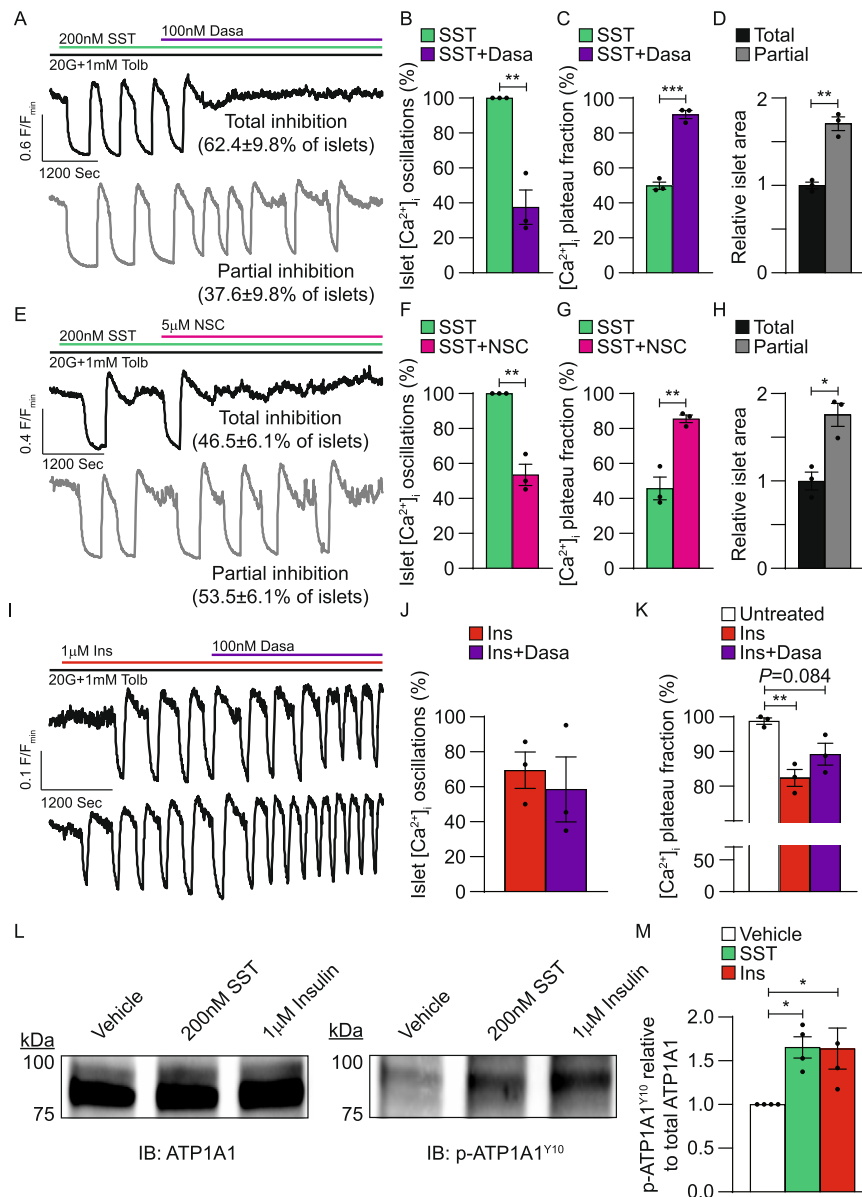 A
100nM Dasa
200nM SST
20G+1mM Tolb
0.6 F/Fmin
1200 Sec
Total inhibition
(62.4±9.8% of islets)
Partial inhibition
(37.6±9.8% of islets)
B
SST
SST+Dasa
**
Islet [Ca²⁺]i oscillations (%)
100
80
60
40
20
0
C
SST
SST+Dasa
***
[Ca²⁺]i plateau fraction (%)
100
80
60
40
20
0
D
Total
Partial
**
Relative islet area
2
1
0
E
5μM NSC
200nM SST
20G+1mM Tolb
0.4 F/Fmin
1200 Sec
Total inhibition
(46.5±6.1% of islets)
Partial inhibition
(53.5±6.1% of islets)
F
SST
SST+NSC
**
Islet [Ca²⁺]i oscillations (%)
100
80
60
40
20
0
G
SST
SST+NSC
**
[Ca²⁺]i plateau fraction (%)
100
80
60
40
20
0
H
Total
Partial
*
Relative islet area
2
1
0
I
100nM Dasa
1μM Ins
20G+1mM Tolb
0.1 F/Fmin
1200 Sec
J
Ins
Ins+Dasa
Islet [Ca²⁺]i oscillations (%)
100
80
60
40
20
0
K
Untreated
Ins
Ins+Dasa
P=0.084
**
[Ca²⁺]i plateau fraction (%)
100
90
80
50
0
L
Vehicle
200nM SST
1μM Insulin
kDa
100
75
IB: ATP1A1
Vehicle
200nM SST
1μM Insulin
kDa
100
75
IB: p-ATP1A1Y10
M
Vehicle
SST
Ins
*
*
p-ATP1A1Y10 relative
to total ATP1A1
2.0
1.5
1.0
0.5
0